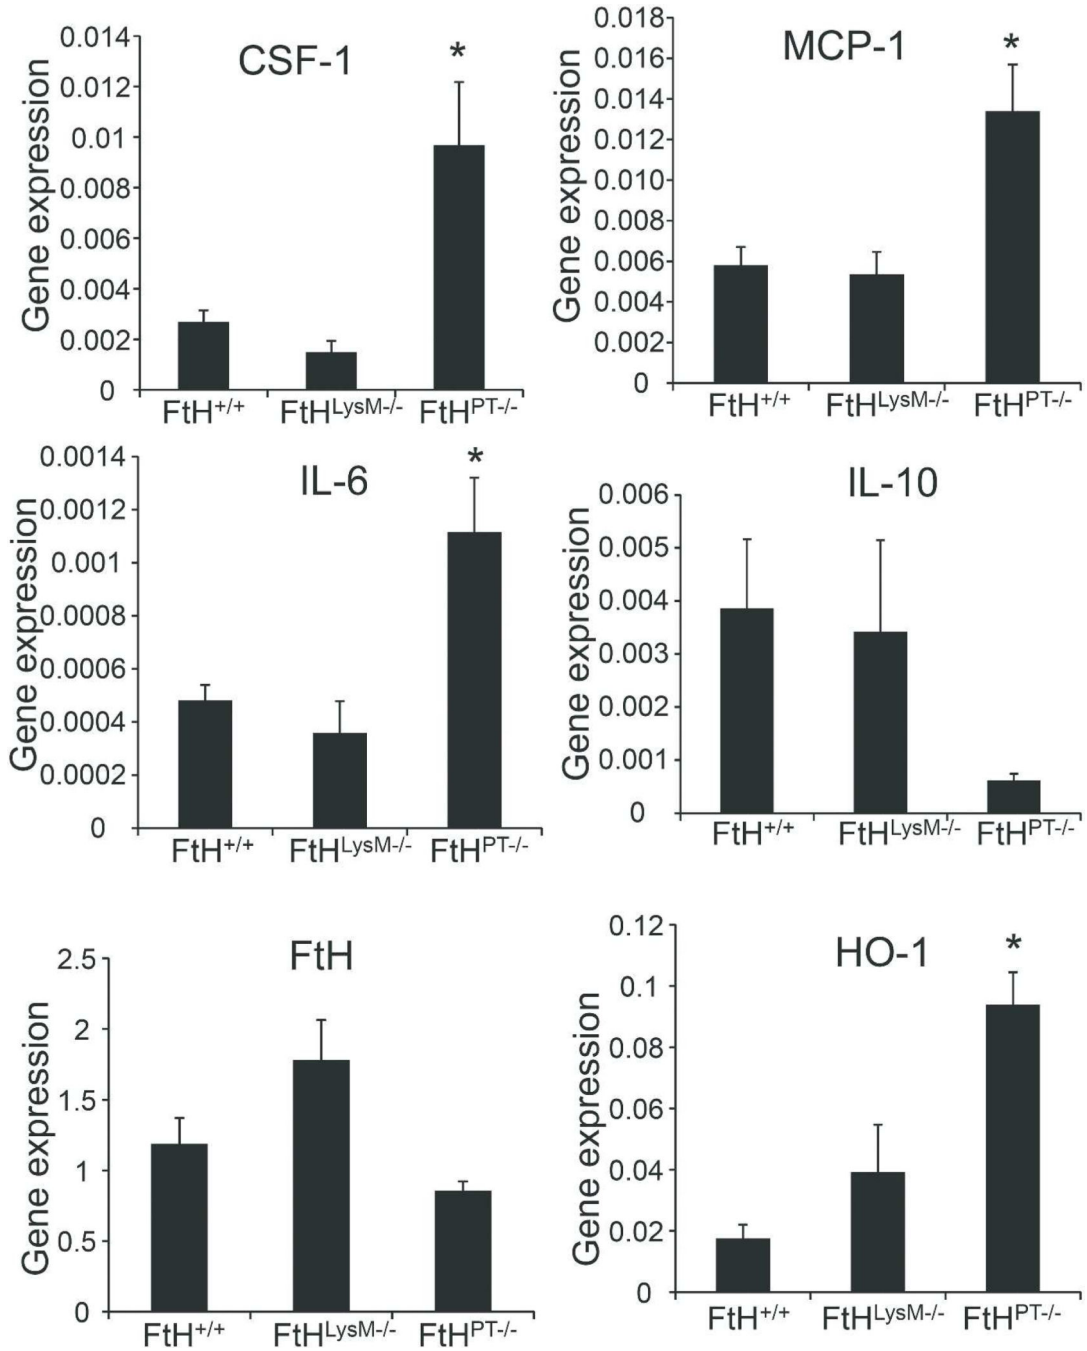 CSF-1
*
Gene expression
0.014
0.012
0.01
0.008
0.006
0.004
0.002
0
FtH+/+
FtHLysM-/-
FtHPT-/-
MCP-1
*
Gene expression
0.018
0.016
0.014
0.012
0.010
0.008
0.006
0.004
0.002
0
FtH+/+
FtHLysM-/-
FtHPT-/-
IL-6
*
Gene expression
0.0014
0.0012
0.001
0.0008
0.0006
0.0004
0.0002
0
FtH+/+
FtHLysM-/-
FtHPT-/-
IL-10
Gene expression
0.006
0.005
0.004
0.003
0.002
0.001
0
FtH+/+
FtHLysM-/-
FtHPT-/-
FtH
Gene expression
2.5
2
1.5
1
0.5
0
FtH+/+
FtHLysM-/-
FtHPT-/-
HO-1
*
Gene expression
0.12
0.1
0.08
0.06
0.04
0.02
0
FtH+/+
FtHLysM-/-
FtHPT-/-